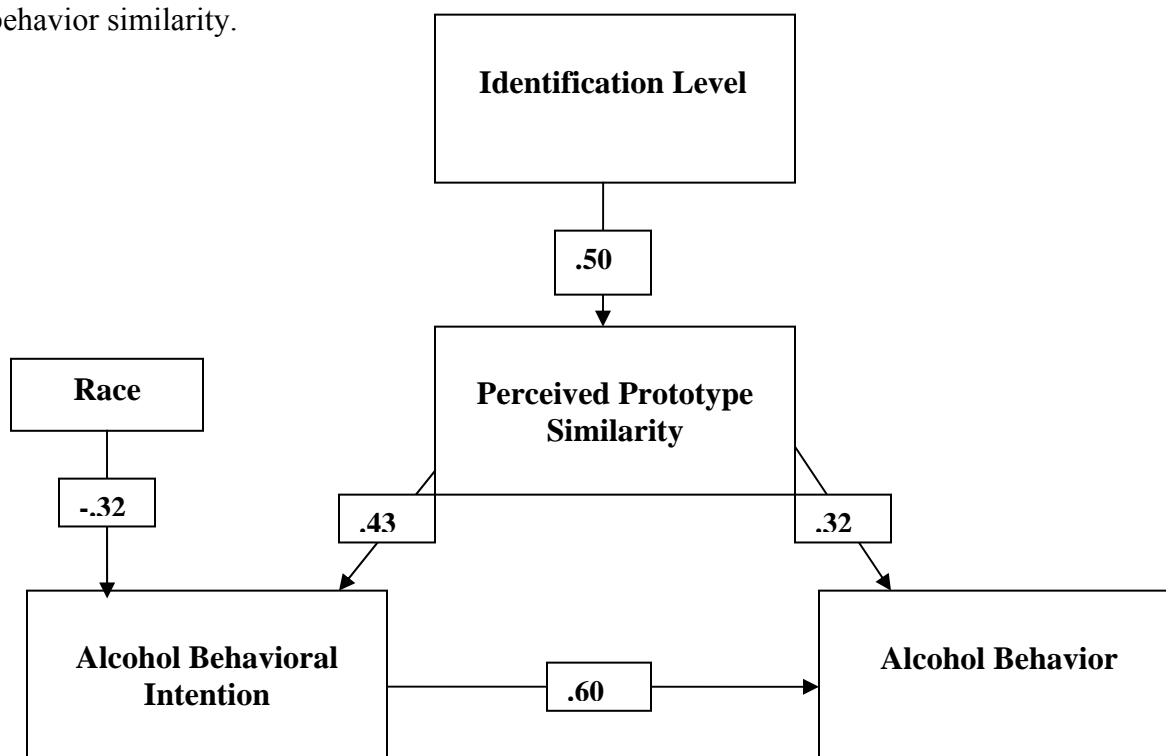 behavior similarity.
Identification Level
.50
Race
Perceived Prototype
Similarity
-.32
.43
.32
Alcohol Behavioral
Intention
Alcohol Behavior
.60